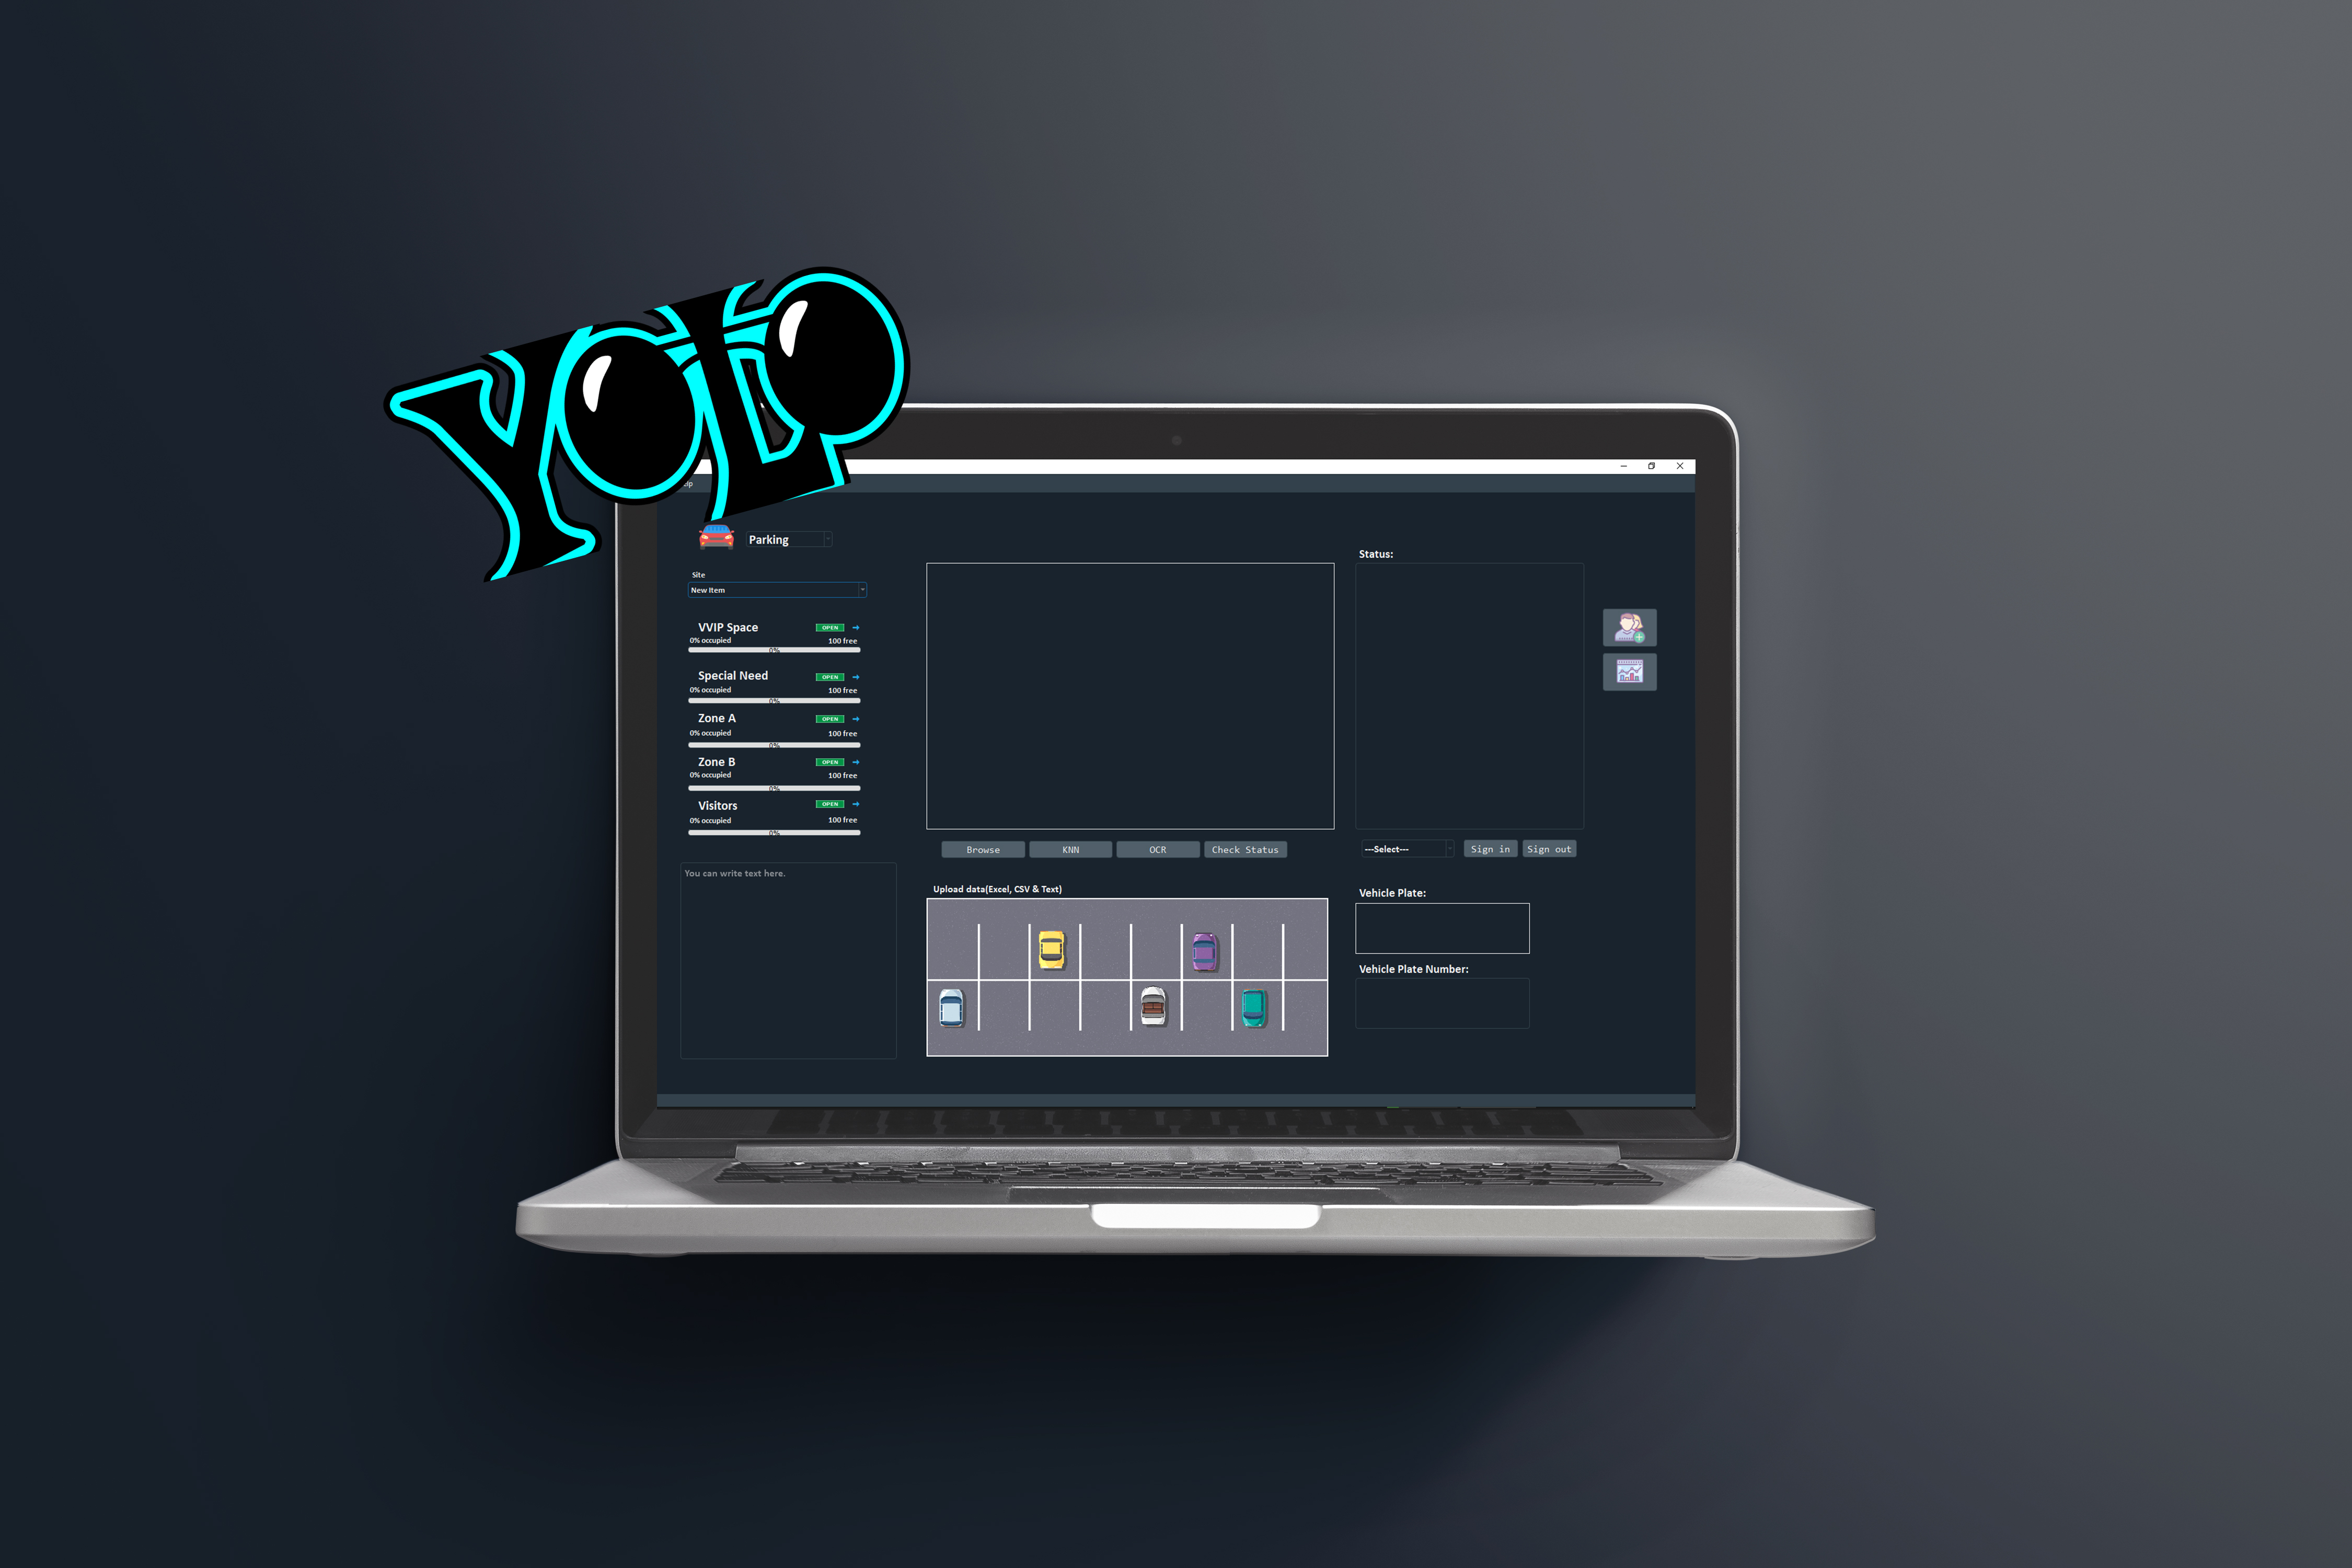 YOLO
elp
Parking
Site
New Item
VVIP Space
OPEN
0% occupied
100 free
0%
Special Need
OPEN
0% occupied
100 free
0%
Zone A
OPEN
0% occupied
100 free
0%
Zone B
OPEN
0% occupied
100 free
0%
Visitors
OPEN
0% occupied
100 free
0%
You can write text here.
Browse
KNN
OCR
Check Status
Upload data(Excel, CSV & Text)
Status:
---Select---
Sign in
Sign out
Vehicle Plate:
Vehicle Plate Number: